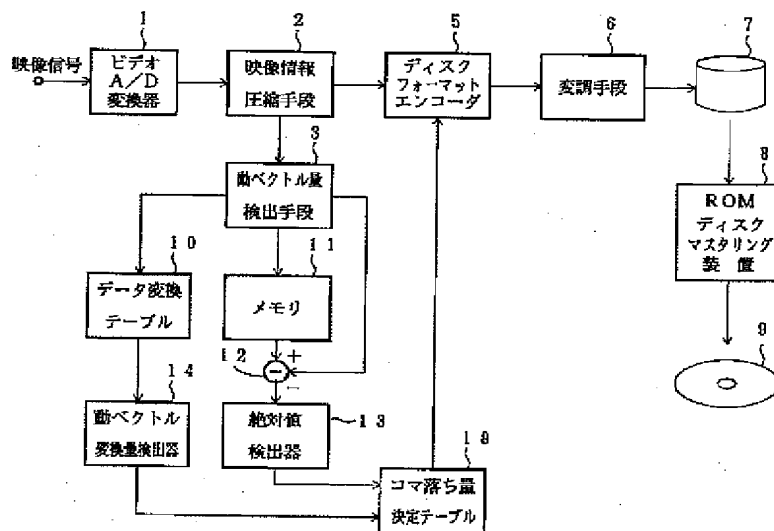 1
2
5
6
7
映像信号
ビデオ
A/D
変換器
映像情報
圧縮手段
ディスク
フォーマット
エンコーダ
変調手段
3
8
動ベクトル量
検出手段
ROM
ディスク
マスタリング
装置
10
11
データ変換
テーブル
メモリ
9
12
+
−
−
14
13
動ベクトル
変換量検出器
絶対値
検出器
19
コマ落ち量
決定テーブル